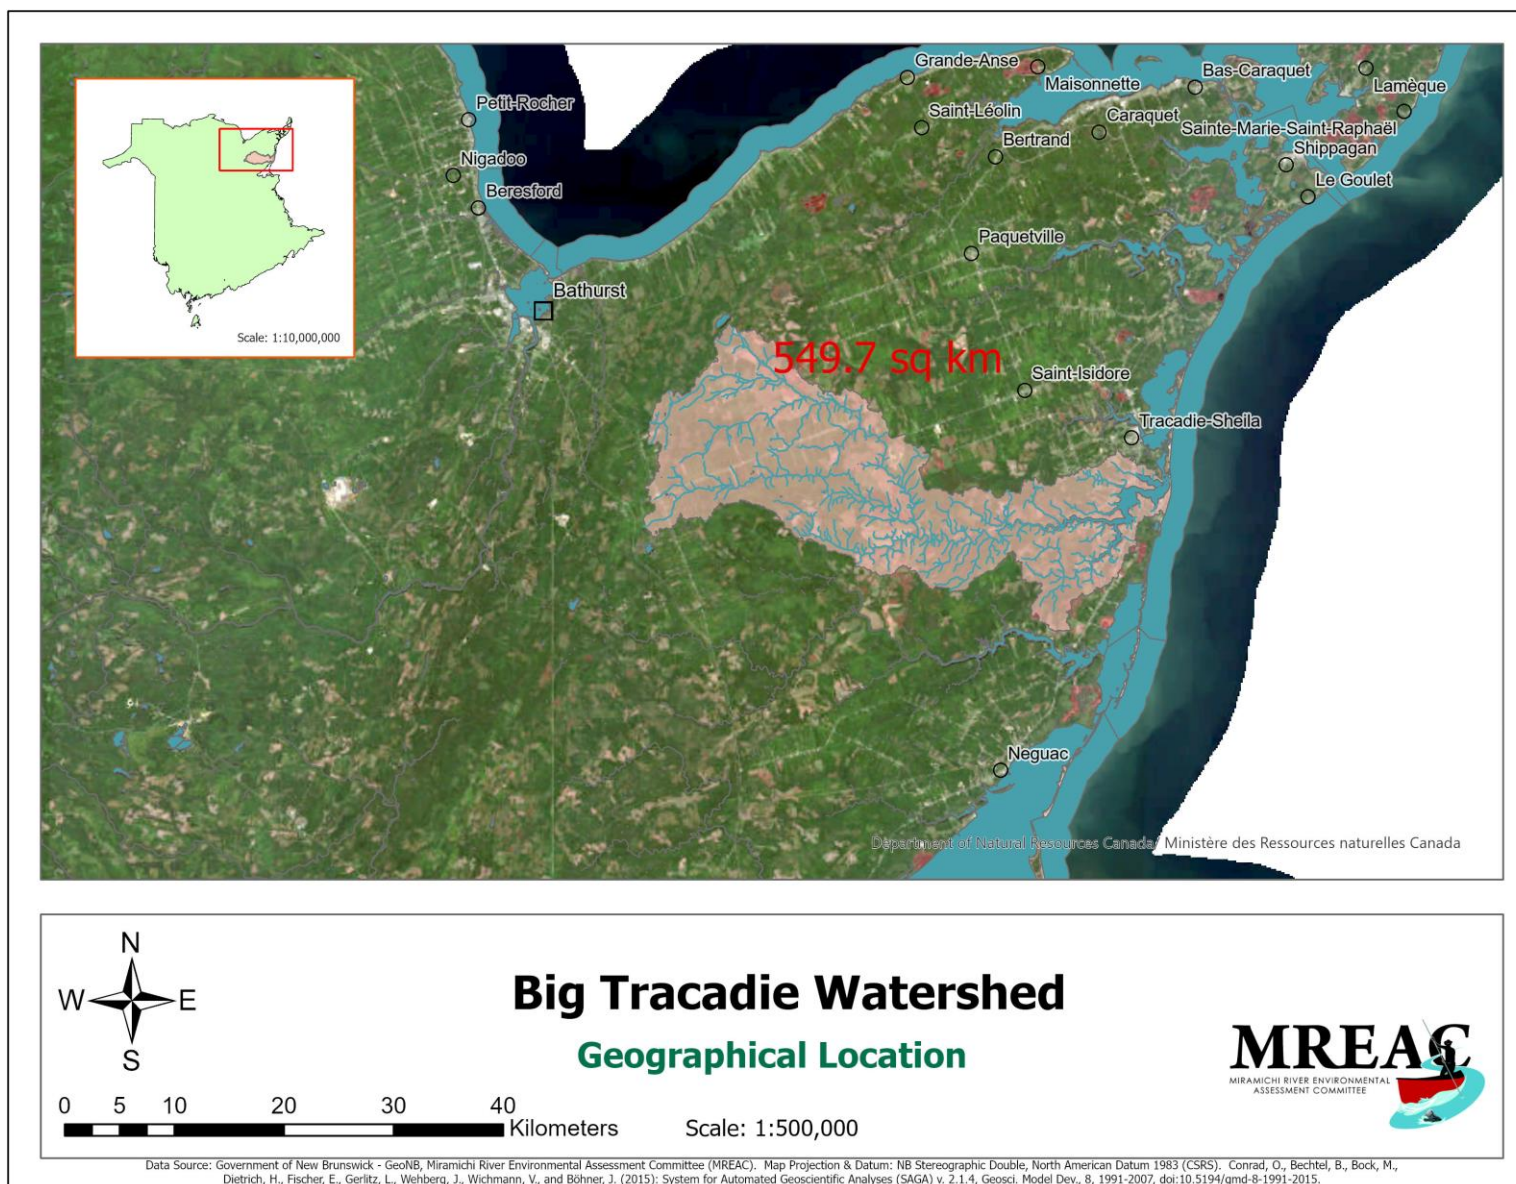 Grande-Anse
Maisonnette
Bas-Caraquet
Lamèque
Petit-Rocher
Saint-Léolin
Caraquet
Sainte-Marie-Saint-Raphaël
Bertrand
Shippagan
Nigadoo
Le Goulet
Beresford
Paquetville
Bathurst
Scale: 1:10,000,000
549.7 sq km
Saint-Isidore
Tracadie-Sheila
Neguac
Department of Natural Resources Canada/ Ministère des Ressources naturelles Canada
N
W E
S
Big Tracadie Watershed
Geographical Location
MREAC
MIRAMICHI RIVER ENVIRONMENTAL
ASSESSMENT COMMITTEE
0 5 10 20 30 40
Kilometers
Scale: 1:500,000
Data Source: Government of New Brunswick - GeoNB, Miramichi River Environmental Assessment Committee (MREAC). Map Projection & Datum: NB Stereographic Double, North American Datum 1983 (CSRS). Conrad, O., Bechtel, B., Bock, M.,
Dietrich, H., Fischer, E., Gerlitz, L., Wehberg, J., Wichmann, V., and Böhner, J. (2015): System for Automated Geoscientific Analyses (SAGA) v. 2.1.4, Geosci. Model Dev., 8, 1991-2007, doi:10.5194/gmd-8-1991-2015.